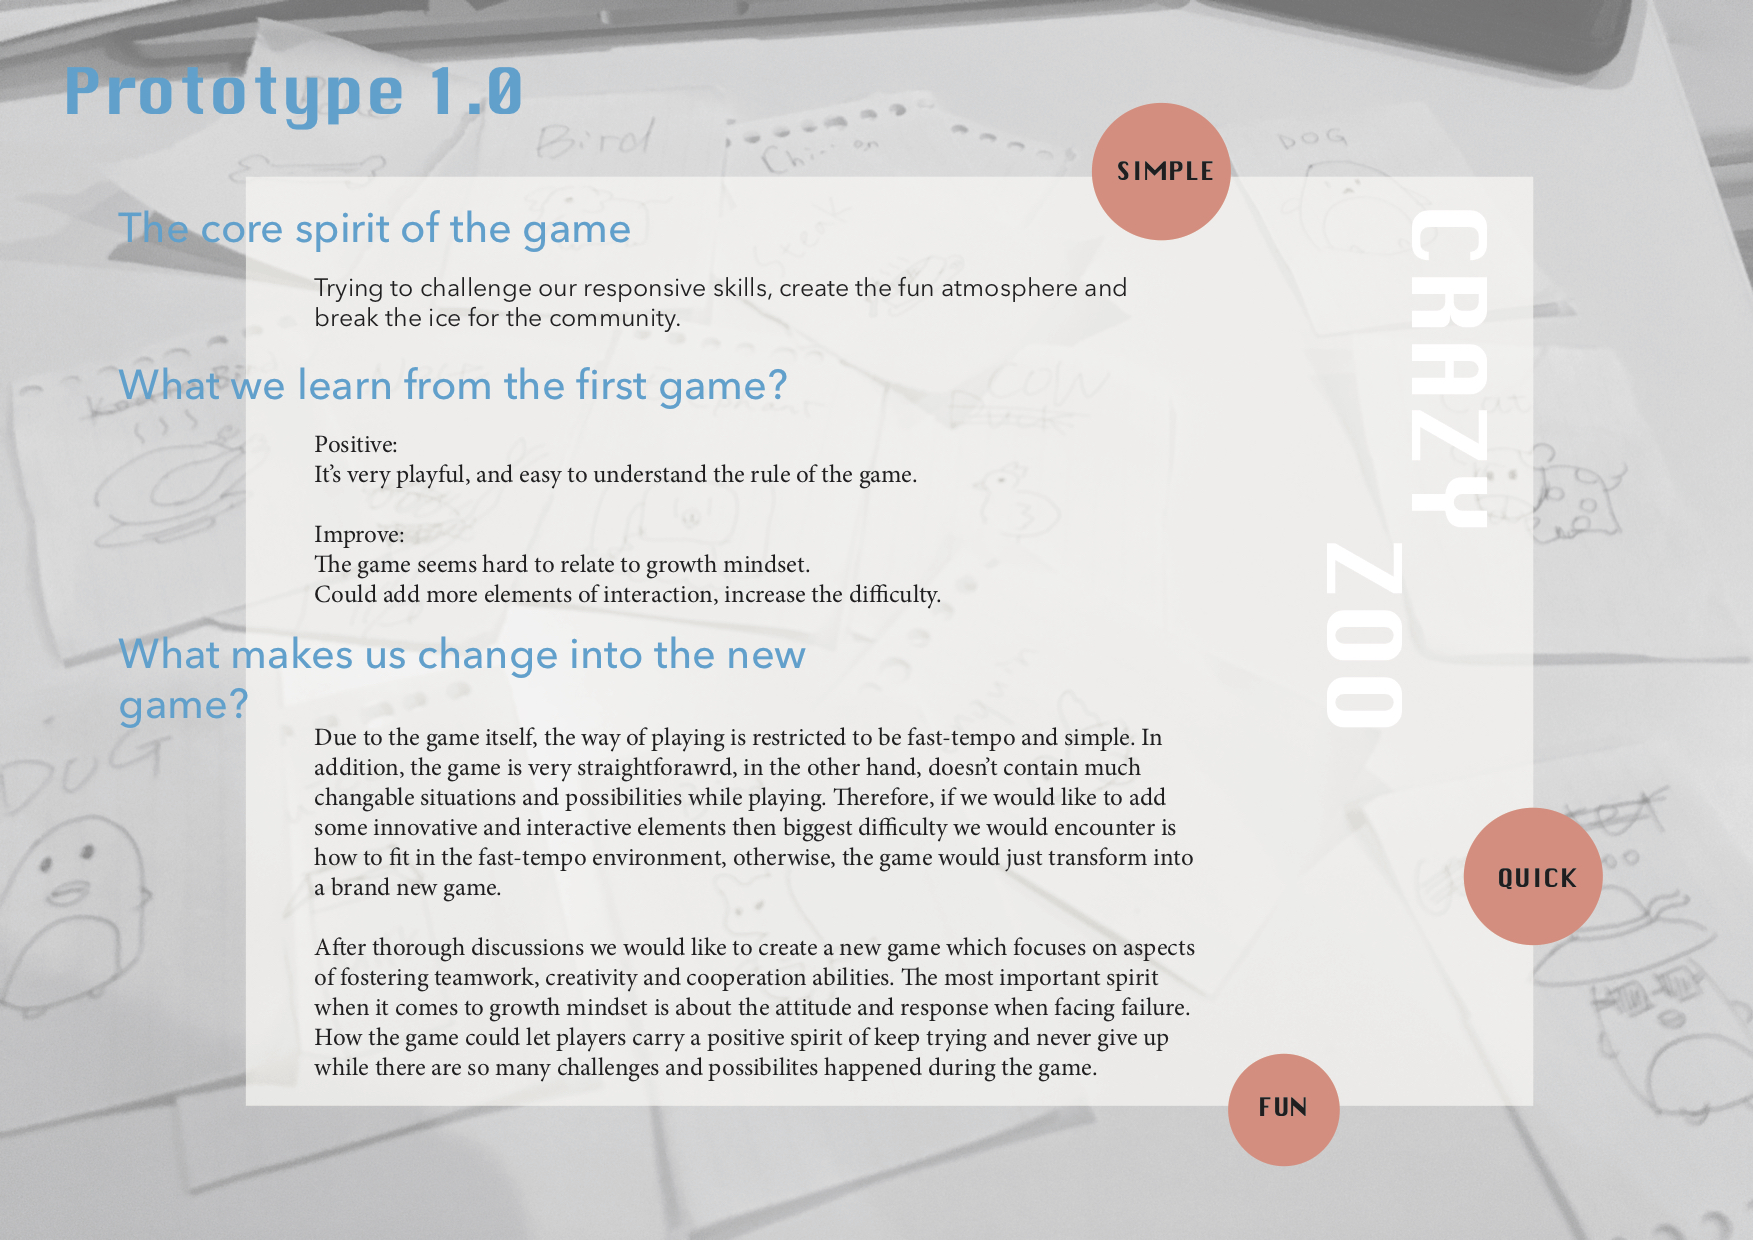 Prototype 1.0
Bird
DOG
SIMPLE
The core spirit of the game
Trying to challenge our responsive skills, create the fun atmosphere and
break the ice for the community.
CRAZY
ZOO
What we learn from the first game?
COW
Cat
Positive:
It's very playful, and easy to understand the rule of the game.
Improve:
The game seems hard to relate to growth mindset.
Could add more elements of interaction, increase the difficulty.
What makes us change into the new
game?
DUG
Due to the game itself, the way of playing is restricted to be fast-tempo and simple. In
addition, the game is very straightforawrd, in the other hand, doesn't contain much
changable situations and possibilities while playing. Therefore, if we would like to add
some innovative and interactive elements then biggest difficulty we would encounter is
how to fit in the fast-tempo environment, otherwise, the game would just transform into
a brand new game.
QUICK
After thorough discussions we would like to create a new game which focuses on aspects
of fostering teamwork, creativity and cooperation abilities. The most important spirit
when it comes to growth mindset is about the attitude and response when facing failure.
How the game could let players carry a positive spirit of keep trying and never give up
while there are so many challenges and possibilites happened during the game.
FUN